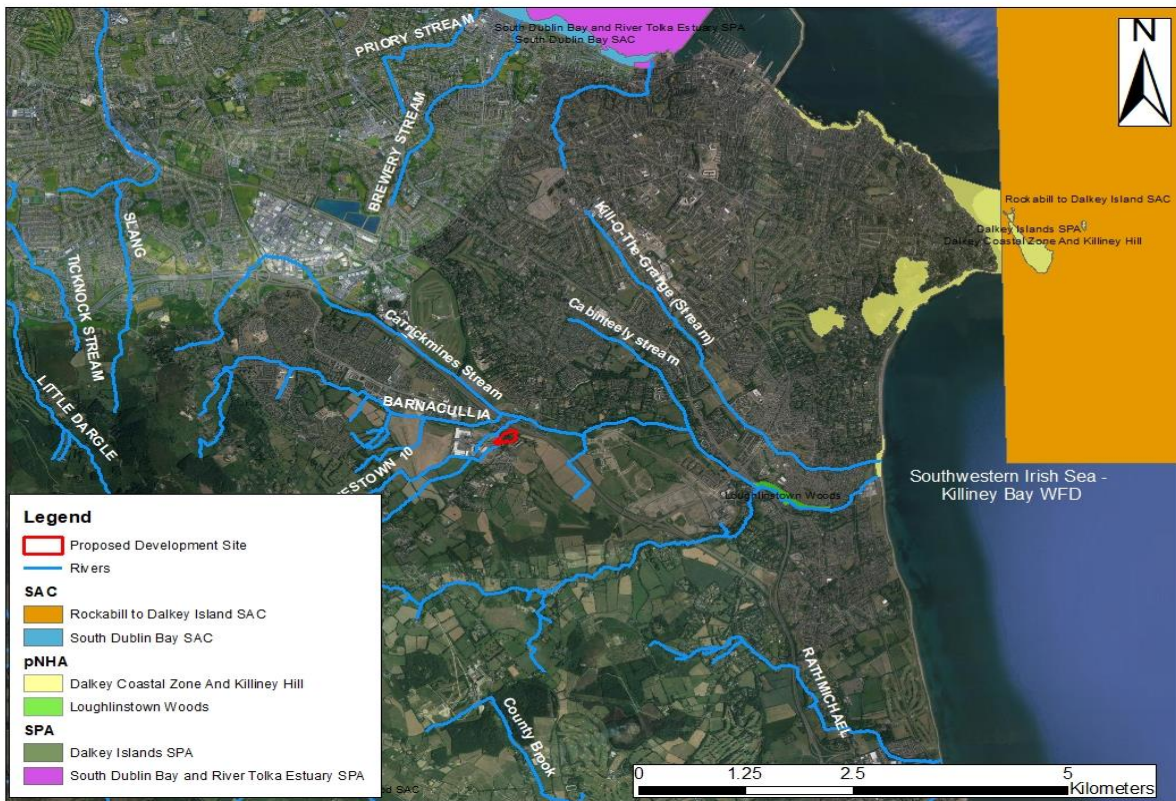 South Dublin Bay and River Tolka Estuary SPA
South Dublin Bay SAC
N
PRIORY STREAM
BREWERY STREAM
SLANG
TICKNOCK STREAM
LITTLE DARGLE
Kill-O-The-Grange (Stream)
Cabinteely stream
Carrickmines Stream
BARNACULLIA
ESTOWN 10
Rockabill to Dalkey Island SAC
Dalkey Islands SPA
Dalkey Coastal Zone And Killiney Hill
Loughlinstown Woods
Southwestern Irish Sea -
Killiney Bay WFD
RATHMICHAEL
County Brook
SAC
Legend
Proposed Development Site
Rivers
SAC
Rockabill to Dalkey Island SAC
South Dublin Bay SAC
pNHA
Dalkey Coastal Zone And Killiney Hill
Loughlinstown Woods
SPA
Dalkey Islands SPA
South Dublin Bay and River Tolka Estuary SPA
0 1.25 2.5 5
Kilometers